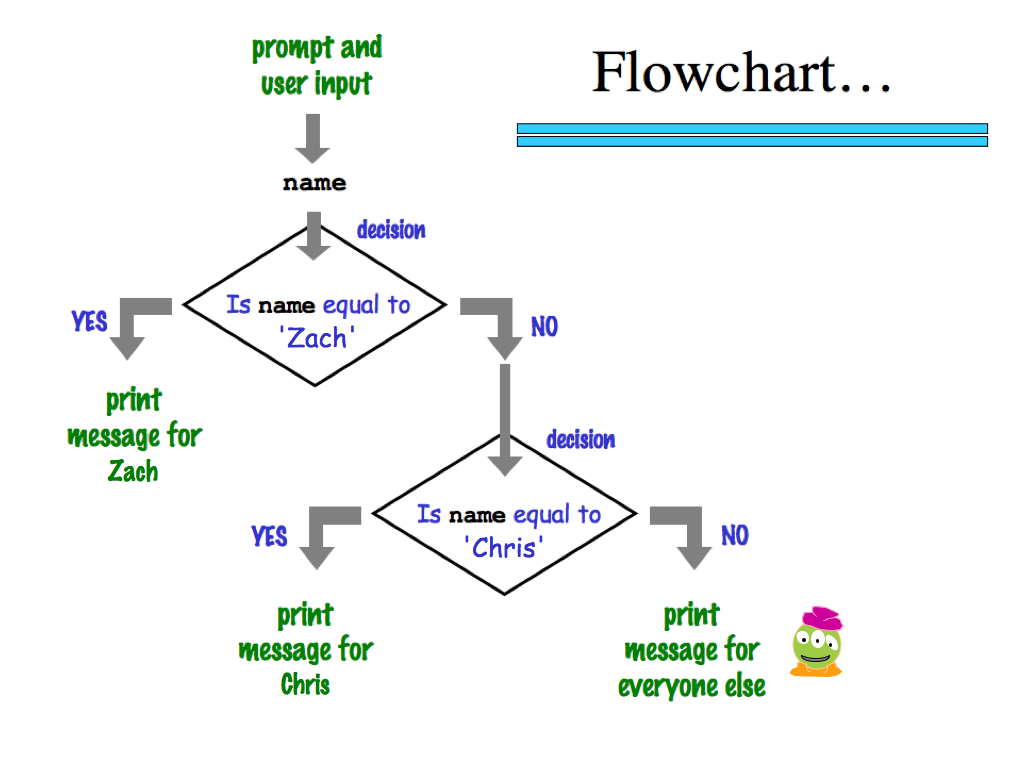 Flowchart...
prompt and
user input
name
decision
Is name equal to
'Zach'
YES
NO
print
message for
Zach
decision
Is name equal to
'Chris'
YES
NO
print
message for
Chris
print
message for
everyone else